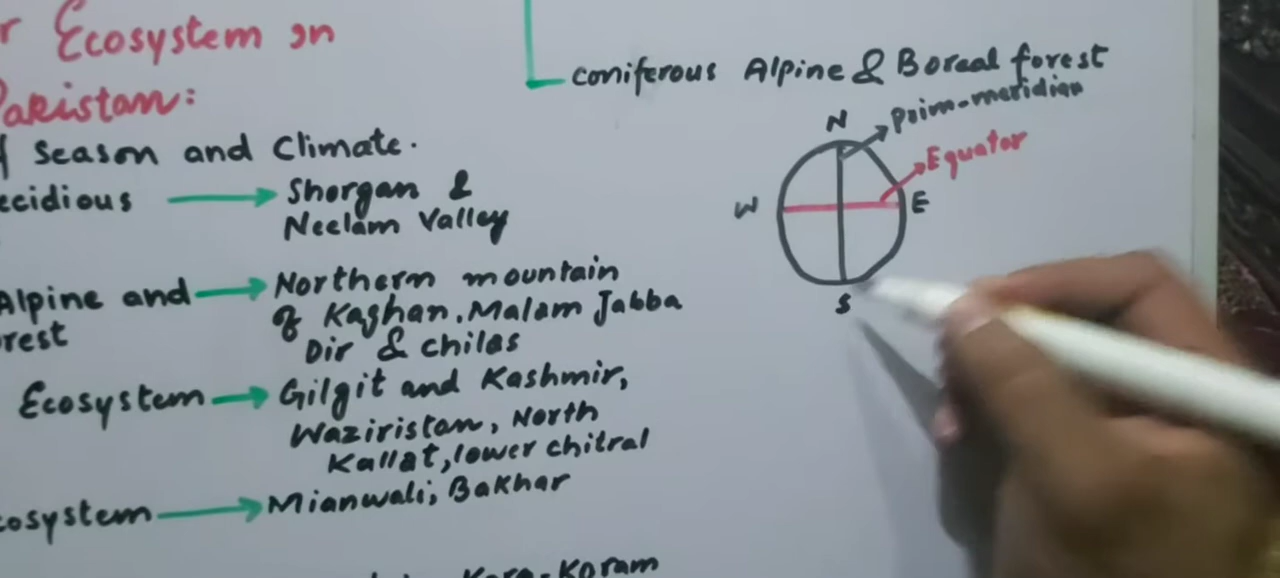 r Ecosystem in
Pakistan:
f Season and Climate.
ecidious → Shorgan &
Neelam Valley
Alpine and → Northern mountain
rest of Kaghan, Malam Jabba
Dir & chilas
Ecosystem → Gilgit and Kashmir,
Waziristan, North
Kallat, lower chitral
cosystem → Mianwali, Bakhar
Kara-Koram
coniferous Alpine & Boreal forest
N
Prim-meridian
Equator
W
E
S